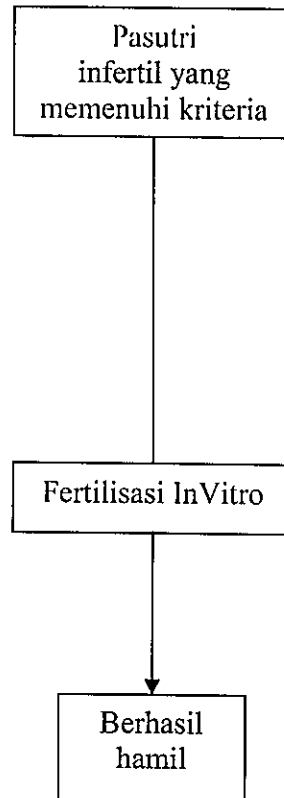 Pasutri
infertil yang
memenuhi kriteria
Fertilisasi InVitro
Berhasil
hamil